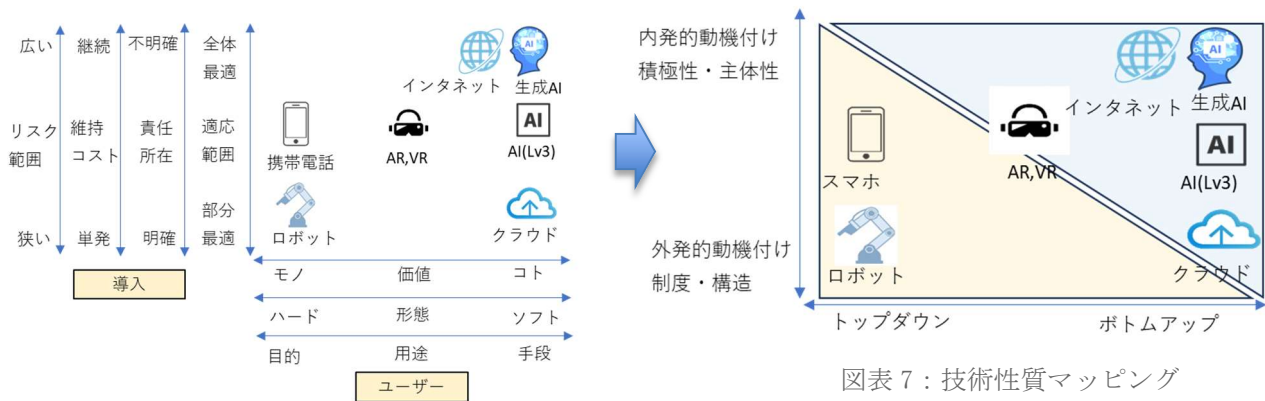 広い 継続 不明確 全体
最適
リスク
範囲
維持
コスト
責任
所在
適応
範囲
狭い 単発 明確 部分
最適
導入
インタネット 生成AI
AI
携帯電話 AR,VR AI(Lv3)
ロボット クラウド
モノ 価値 コト
ハード 形態 ソフト
目的 用途 手段
ユーザー
内発的動機付け
積極性・主体性
外発的動機付け
制度・構造
AI
インタネット 生成AI
AI
スマホ AR,VR AI(Lv3)
ロボット クラウド
トップダウン ボトムアップ
図表7:技術性質マッピング